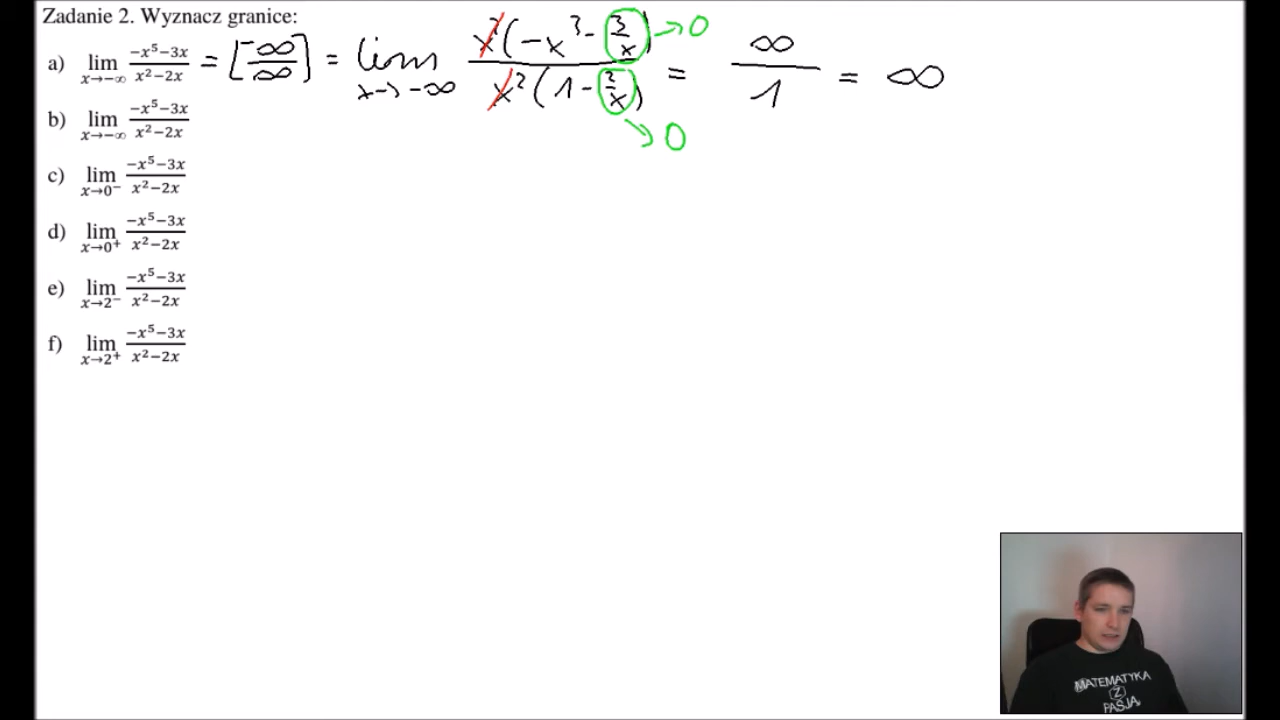 Zadanie 2. Wyznacz granice:
a) lim x→−∞ (−x⁵−3x)/(x²−2x) = [−∞/∞] = lim x→−∞ x²(−x³−3/x)/x²(1−2/x) = ∞/1 = ∞
→0
→0
b) lim x→−∞ (−x⁵−3x)/(x²−2x)
c) lim x→0⁻ (−x⁵−3x)/(x²−2x)
d) lim x→0⁺ (−x⁵−3x)/(x²−2x)
e) lim x→2⁻ (−x⁵−3x)/(x²−2x)
f) lim x→2⁺ (−x⁵−3x)/(x²−2x)
MATEMATYKA
Z
PASJĄ